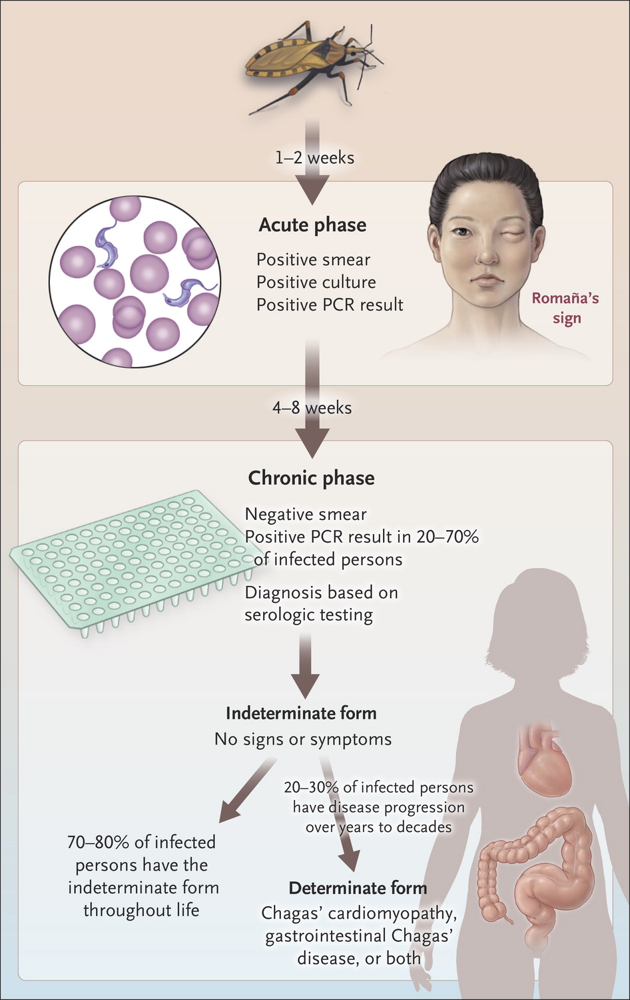 1–2 weeks
Acute phase
Positive smear
Positive culture
Positive PCR result
Romaña’s
sign
4–8 weeks
Chronic phase
Negative smear
Positive PCR result in 20–70%
of infected persons
Diagnosis based on
serologic testing
Indeterminate form
No signs or symptoms
20–30% of infected persons
have disease progression
over years to decades
70–80% of infected
persons have the
indeterminate form
throughout life
Determinate form
Chagas’ cardiomyopathy,
gastrointestinal Chagas’
disease, or both